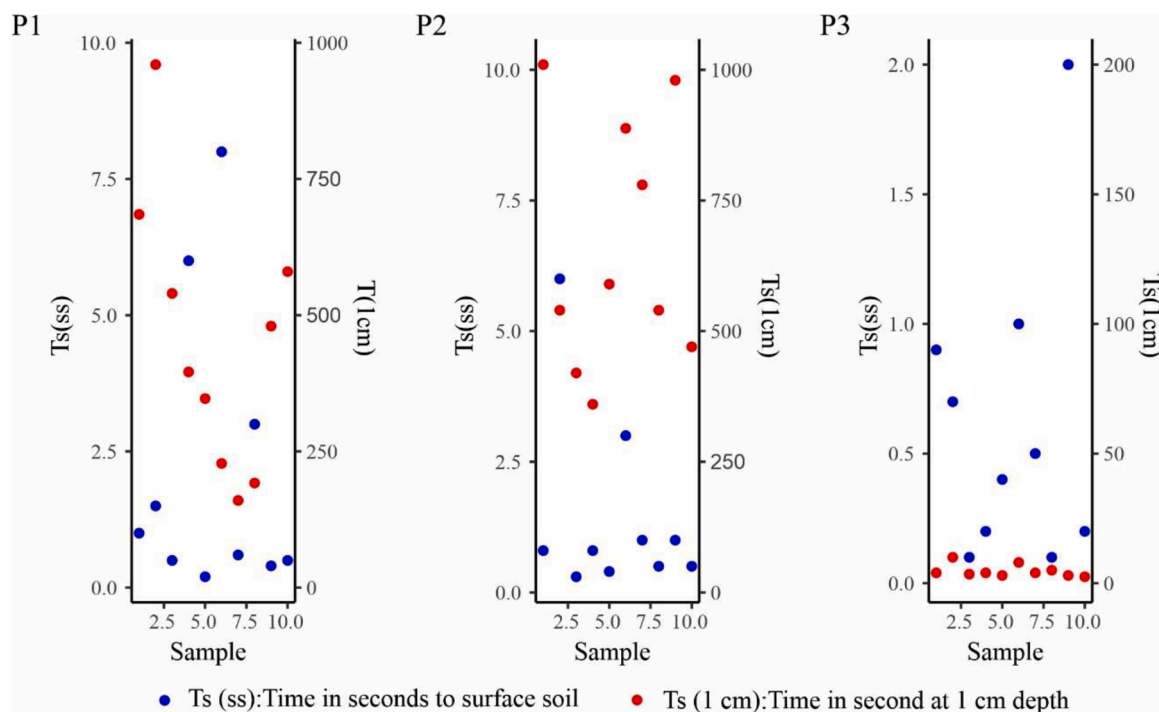 P1
10.0
7.5
5.0
2.5
0.0
Ts(ss)
1000
750
500
250
0
T(1cm)
2.5 5.0 7.5 10.0
Sample
P2
10.0
7.5
5.0
2.5
0.0
Ts(ss)
1000
750
500
250
0
Ts(1cm)
2.5 5.0 7.5 10.0
Sample
P3
2.0
1.5
1.0
0.5
0.0
Ts(ss)
200
150
100
50
0
Ts(1cm)
2.5 5.0 7.5 10.0
Sample
Ts (ss):Time in seconds to surface soil
Ts (1 cm):Time in second at 1 cm depth